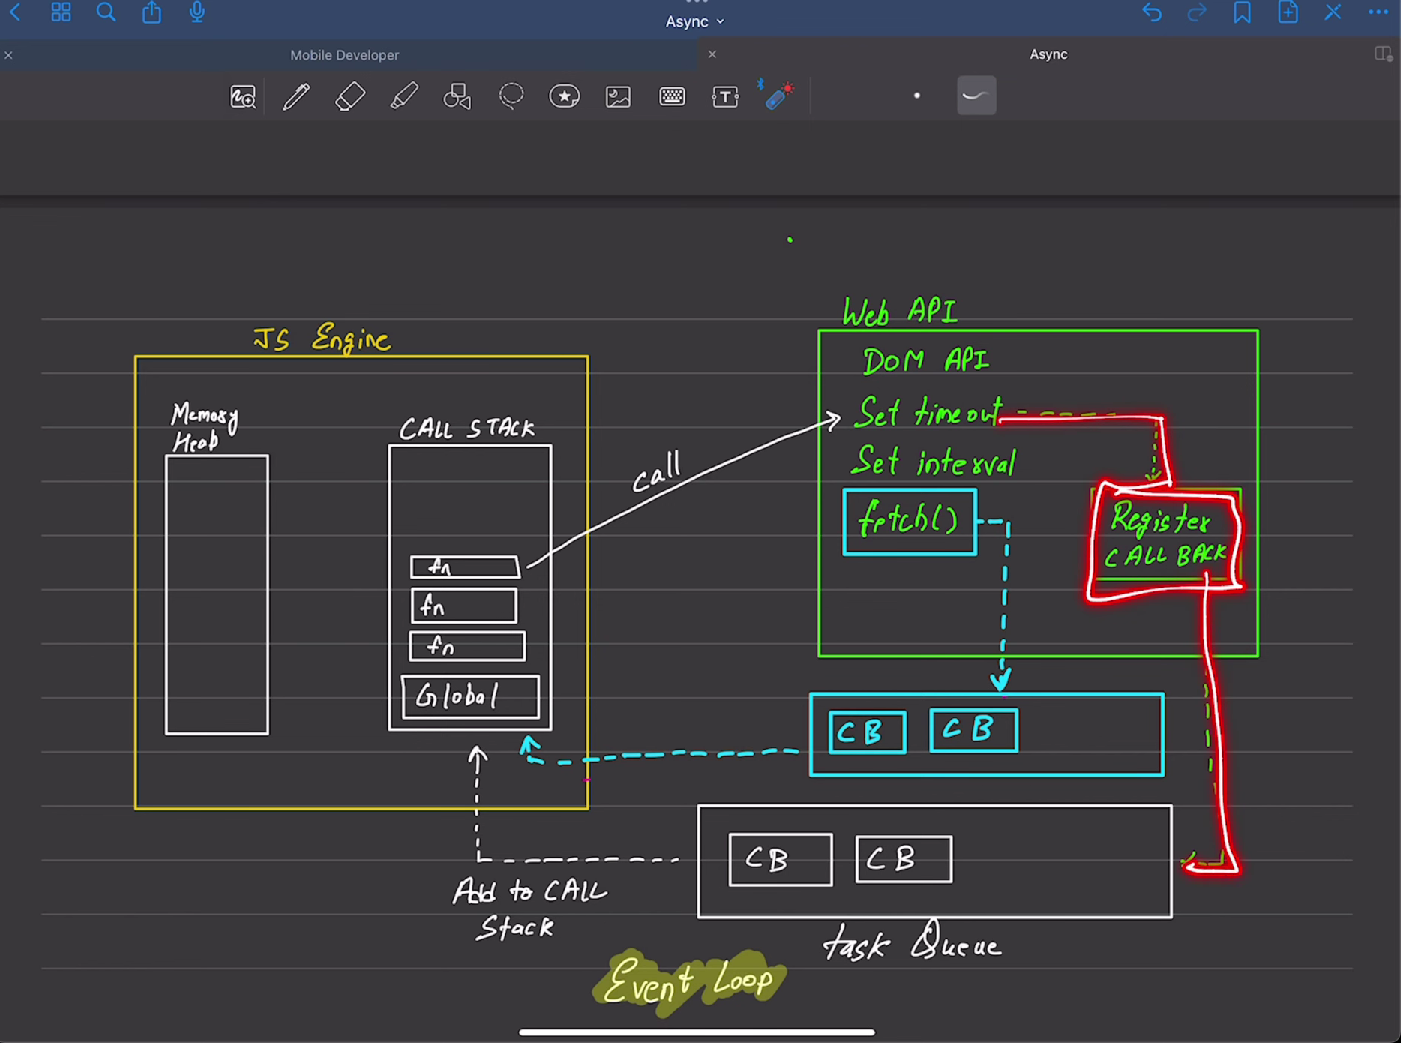 Async
Mobile Developer
Async
T
Web API
JS Engine
DOM API
Memory
Heap
CALL STACK
Set timeout
call
Set interval
fetch()
Register
CALL BACK
fn
fn
fn
Global
CB CB
CB CB
Add to CALL
Stack
task Queue
Event Loop